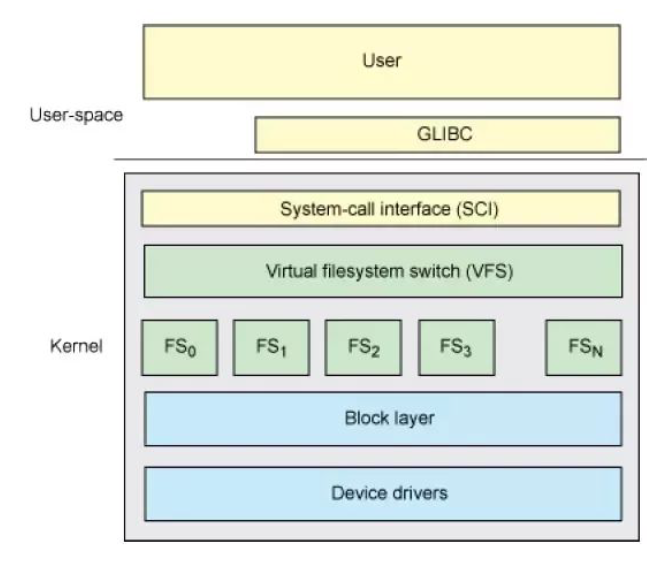 User
User-space
GLIBC
System-call interface (SCI)
Virtual filesystem switch (VFS)
Kernel
FS0 FS1 FS2 FS3 FSN
Block layer
Device drivers